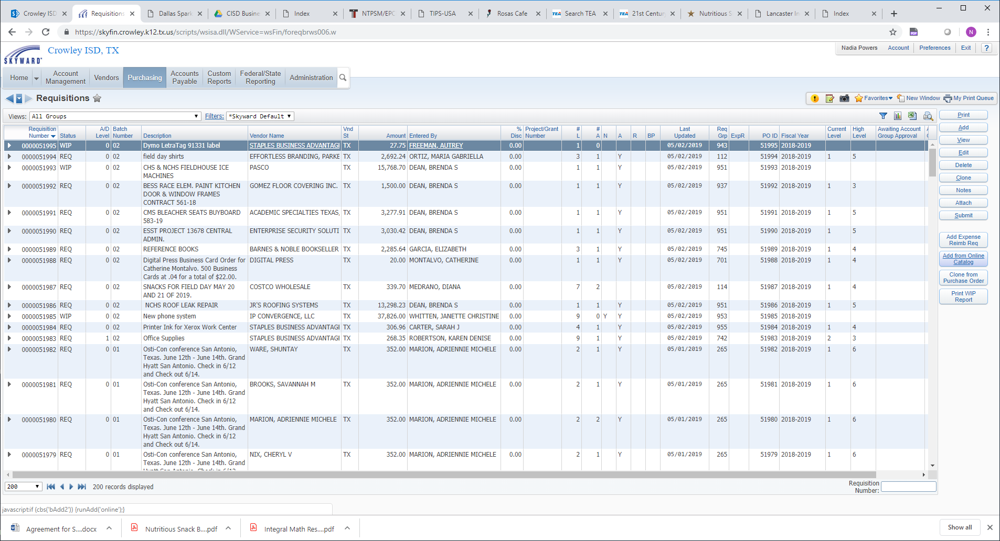 Crowley ISD
Requisitions
Dallas Spark
CISD Busine
Index
NTPSM/EPC
TIPS-USA
Rosas Cafe
TEA Search TEA
TEA 21st Centur
Nutritious S
Lancaster In
Index
https://skyfin.crowley.k12.tx.us/scripts/wsisa.dll/WService=wsFin/foreqbrws006.w
PDF
N
SKYWARD
Crowley ISD, TX
Nadia Powers Account Preferences Exit ?
Home
Account Management
Vendors
Purchasing
Accounts Payable
Custom Reports
Federal/State Reporting
Administration
Requisitions
Favorites New Window My Print Queue
Views: All Groups Filters: *Skyward Default
Requisition Number Status A/D Level Batch Number Description Vendor Name Vnd St Amount Entered By % Disc Project/Grant Number # L # A N A R BP Last Updated Req Grp ExpR PO ID Fiscal Year Current Level High Level Awaiting Account Group Approval
0000051995 WIP 0 02 Dymo LetraTag 91331 label STAPLES BUSINESS ADVANTAGI TX 27.75 FREEMAN, AUTREY 0.00 1 0 05/02/2019 943 51995 2018-2019
0000051994 REQ 0 02 field day shirts EFFORTLESS BRANDING, PARKE TX 2,692.24 ORTIZ, MARIA GABRIELLA 0.00 3 1 Y 05/02/2019 112 51994 2018-2019 1 5
0000051993 WIP 0 02 CHS & NCHS FIELDHOUSE ICE PASCO TX 15,768.70 DEAN, BRENDA S 0.00 1 1 Y 05/02/2019 951 51993 2018-2019
MACHINES
0000051992 REQ 0 02 BESS RACE ELEM. PAINT KITCHEN GOMEZ FLOOR COVERING INC. TX 1,500.00 DEAN, BRENDA S 0.00 1 1 Y 05/02/2019 937 51992 2018-2019 1 3
DOOR & WINDOW FRAMES
CONTRACT 561-18
0000051991 REQ 0 02 CMS BLEACHER SEATS BUYBOARD ACADEMIC SPECIALTIES TEXAS, TX 3,277.91 DEAN, BRENDA S 0.00 1 1 Y 05/02/2019 951 51991 2018-2019 1 5
583-19
0000051990 REQ 0 02 ESST PROJECT 13678 CENTRAL ENTERPRISE SECURITY SOLUTI TX 3,030.42 DEAN, BRENDA S 0.00 1 1 Y 05/02/2019 951 51990 2018-2019 1 5
ADMIN.
0000051989 REQ 0 02 REFERENCE BOOKS BARNES & NOBLE BOOKSELLER TX 2,285.64 GARCIA, ELIZABETH 0.00 3 1 Y 05/02/2019 745 51989 2018-2019 1 4
0000051988 REQ 0 02 Digital Press Business Card Order for DIGITAL PRESS TX 20.00 MONTALVO, CATHERINE 0.00 1 1 Y 05/02/2019 701 51988 2018-2019 1 4
Catherine Montalvo. 500 Business
Cards at .04 for a total of $22.00.
0000051987 REQ 0 02 SNACKS FOR FIELD DAY MAY 20 COSTCO WHOLESALE TX 339.70 MEDRANO, DIANA 0.00 7 2 05/02/2019 114 51987 2018-2019 1 4
AND 21 OF 2019.
0000051986 REQ 0 02 NCHS ROOF LEAK REPAIR JR'S ROOFING SYSTEMS TX 13,298.23 DEAN, BRENDA S 0.00 1 1 Y 05/02/2019 951 51986 2018-2019 1 5
0000051985 WIP 0 02 New phone system IP CONVERGENCE, LLC TX 37,826.00 WHITTEN, JANETTE CHRISTINE 0.00 9 0 Y Y 05/02/2019 953 51985 2018-2019
0000051984 REQ 0 02 Printer Ink for Xerox Work Center STAPLES BUSINESS ADVANTAGI TX 306.96 CARTER, SARAH J 0.00 4 1 Y 05/02/2019 955 51984 2018-2019 1 4
0000051983 REQ 1 02 Office Supplies STAPLES BUSINESS ADVANTAGI TX 268.35 ROBERTSON, KAREN DENISE 0.00 9 1 Y 05/02/2019 742 51983 2018-2019 2 3
0000051982 REQ 0 01 Osti-Con conference San Antonio, WARE, SHUNTAY TX 352.00 MARION, ADRIENNIE MICHELE 0.00 2 1 Y 05/01/2019 265 51982 2018-2019 1 6
Texas. June 12th - June 14th. Grand
Hyatt San Antonio. Check in 6/12
and Check out 6/14.
0000051981 REQ 0 01 Osti-Con conference San Antonio, BROOKS, SAVANNAH M TX 352.00 MARION, ADRIENNIE MICHELE 0.00 2 1 Y 05/01/2019 265 51981 2018-2019 1 6
Texas. June 12th - June 14th. Grand
Hyatt San Antonio. Check in 6/12
and Check out 6/14.
0000051980 REQ 0 01 Osti-Con conference San Antonio, MARION, ADRIENNIE MICHELE TX 352.00 MARION, ADRIENNIE MICHELE 0.00 2 2 Y 05/01/2019 265 51980 2018-2019 1 6
Texas. June 12th - June 14th. Grand
Hyatt San Antonio. Check in 6/12
and Check out 6/14.
0000051979 REQ 0 01 Osti-Con conference San Antonio, NIX, CHERYL V TX 352.00 MARION, ADRIENNIE MICHELE 0.00 2 1 Y 05/01/2019 265 51979 2018-2019 1 6
Texas. June 12th - June 14th. Grand
Print
Add
View
Edit
Delete
Clone
Notes
Attach
Submit
Add Expense
Reimb Req
Add from Online
Catalog
Clone from
Purchase Order
Print WIP
Report
200 200 records displayed
Requisition
Number:
javascript:if (cbs('bAdd2')) {runAdd('online');}
Agreement for S....docx
Nutritious Snack B....pdf
Integral Math Res....pdf
Show all